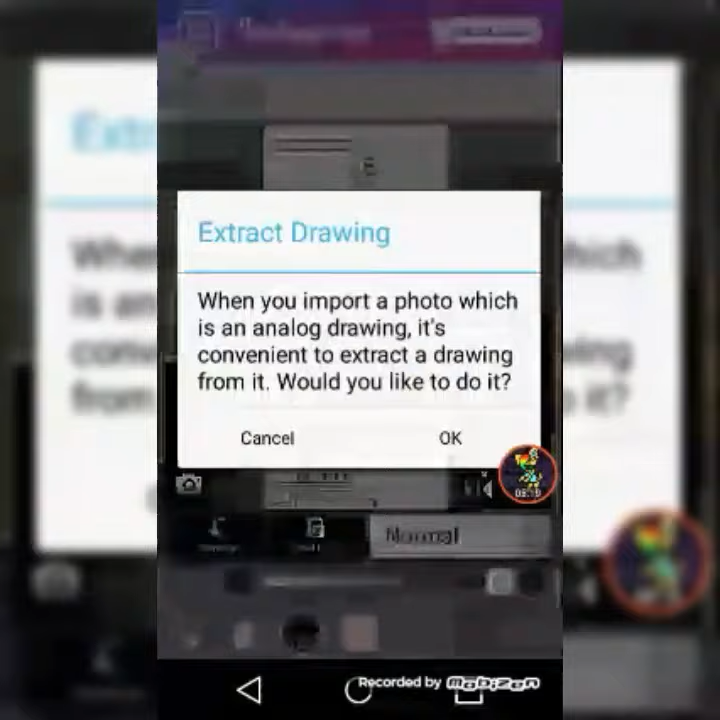 Extract Drawing
When you import a photo which
is an analog drawing, it's
convenient to extract a drawing
from it. Would you like to do it?
Cancel OK
Normal
Recorded by Mobizen